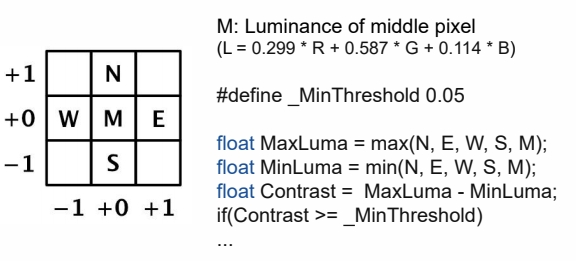 M: Luminance of middle pixel
(L = 0.299 * R + 0.587 * G + 0.114 * B)
+1 N
#define _MinThreshold 0.05
+0 W M E
float MaxLuma = max(N, E, W, S, M);
−1 S
float MinLuma = min(N, E, W, S, M);
float Contrast =  MaxLuma - MinLuma;
−1 +0 +1
if(Contrast >= _MinThreshold)
...